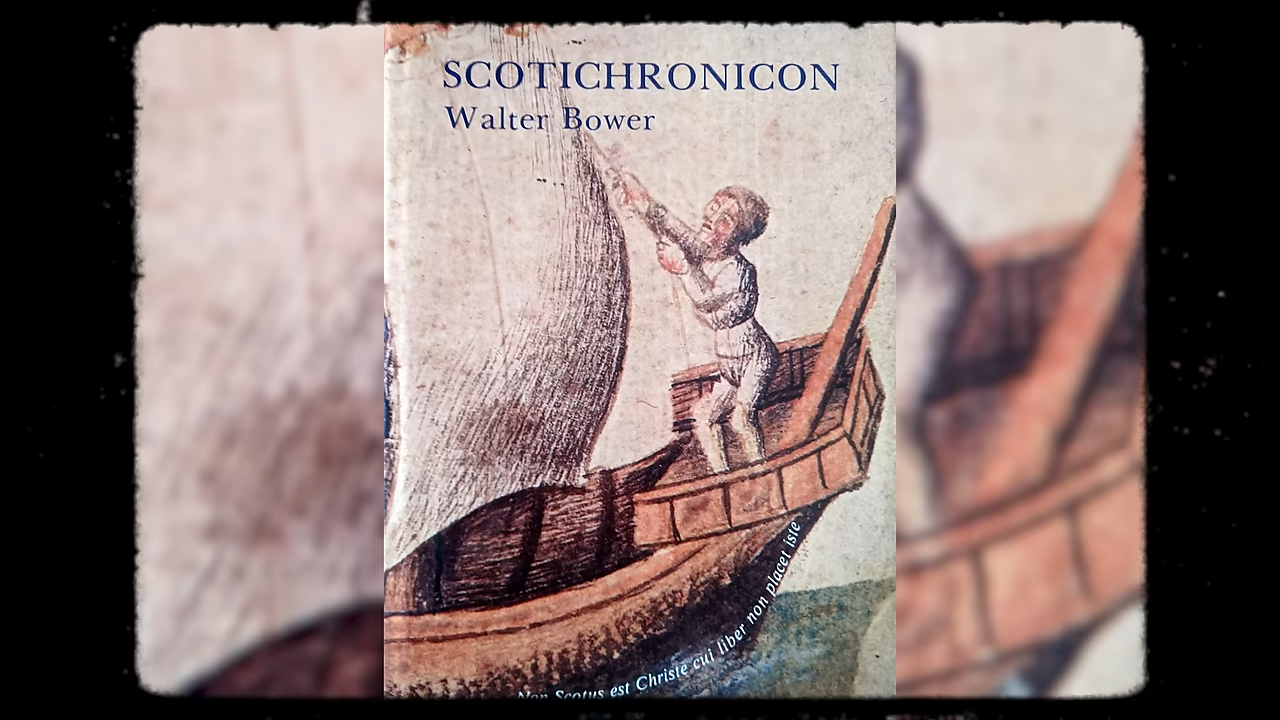 SCOTICHRONICON
Walter Bower
Non Scotus est Christe cui liber non placet iste